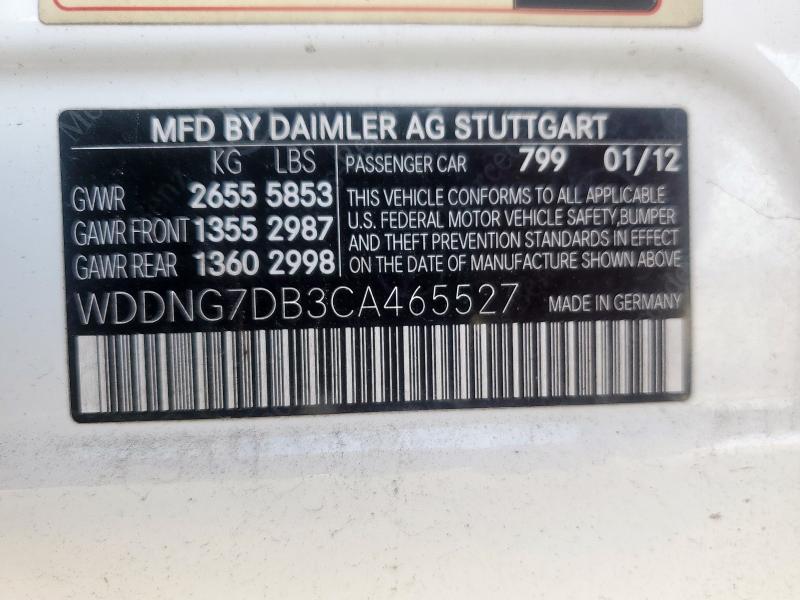 MFD BY DAIMLER AG STUTTGART
KG LBS
GVWR 2655 5853
GAWR FRONT 1355 2987
GAWR REAR 1360 2998
PASSENGER CAR 799 01/12
THIS VEHICLE CONFORMS TO ALL APPLICABLE
U.S. FEDERAL MOTOR VEHICLE SAFETY,BUMPER
AND THEFT PREVENTION STANDARDS IN EFFECT
ON THE DATE OF MANUFACTURE SHOWN ABOVE
WDDNG7DB3CA465527 MADE IN GERMANY